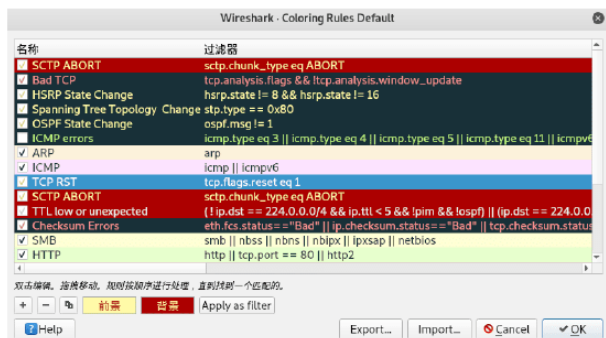 Wireshark · Coloring Rules Default
名称 过滤器
SCTP ABORT sctp.chunk_type eq ABORT
Bad TCP tcp.analysis.flags && !tcp.analysis.window_update
HSRP State Change hsrp.state != 8 && hsrp.state != 16
Spanning Tree Topology Change stp.type == 0x80
OSPF State Change ospf.msg != 1
ICMP errors icmp.type eq 3 || icmp.type eq 4 || icmp.type eq 5 || icmp.type eq 11 || icmpv6
ARP arp
ICMP icmp || icmpv6
TCP RST tcp.flags.reset eq 1
SCTP ABORT sctp.chunk_type eq ABORT
TTL low or unexpected ( ! ip.dst == 224.0.0.0/4 && ip.ttl < 5 && !pim && !ospf) || (ip.dst == 224.0.0
Checksum Errors eth.fcs.status=="Bad" || ip.checksum.status=="Bad" || tcp.checksum.status
SMB smb || nbss || nbns || nbipx || ipxsap || netbios
HTTP http || tcp.port == 80 || http2
双击编辑。拖拽移动。规则按顺序进行处理，直到找到一个匹配的。
前景 背景 Apply as filter
Help Export... Import... Cancel OK